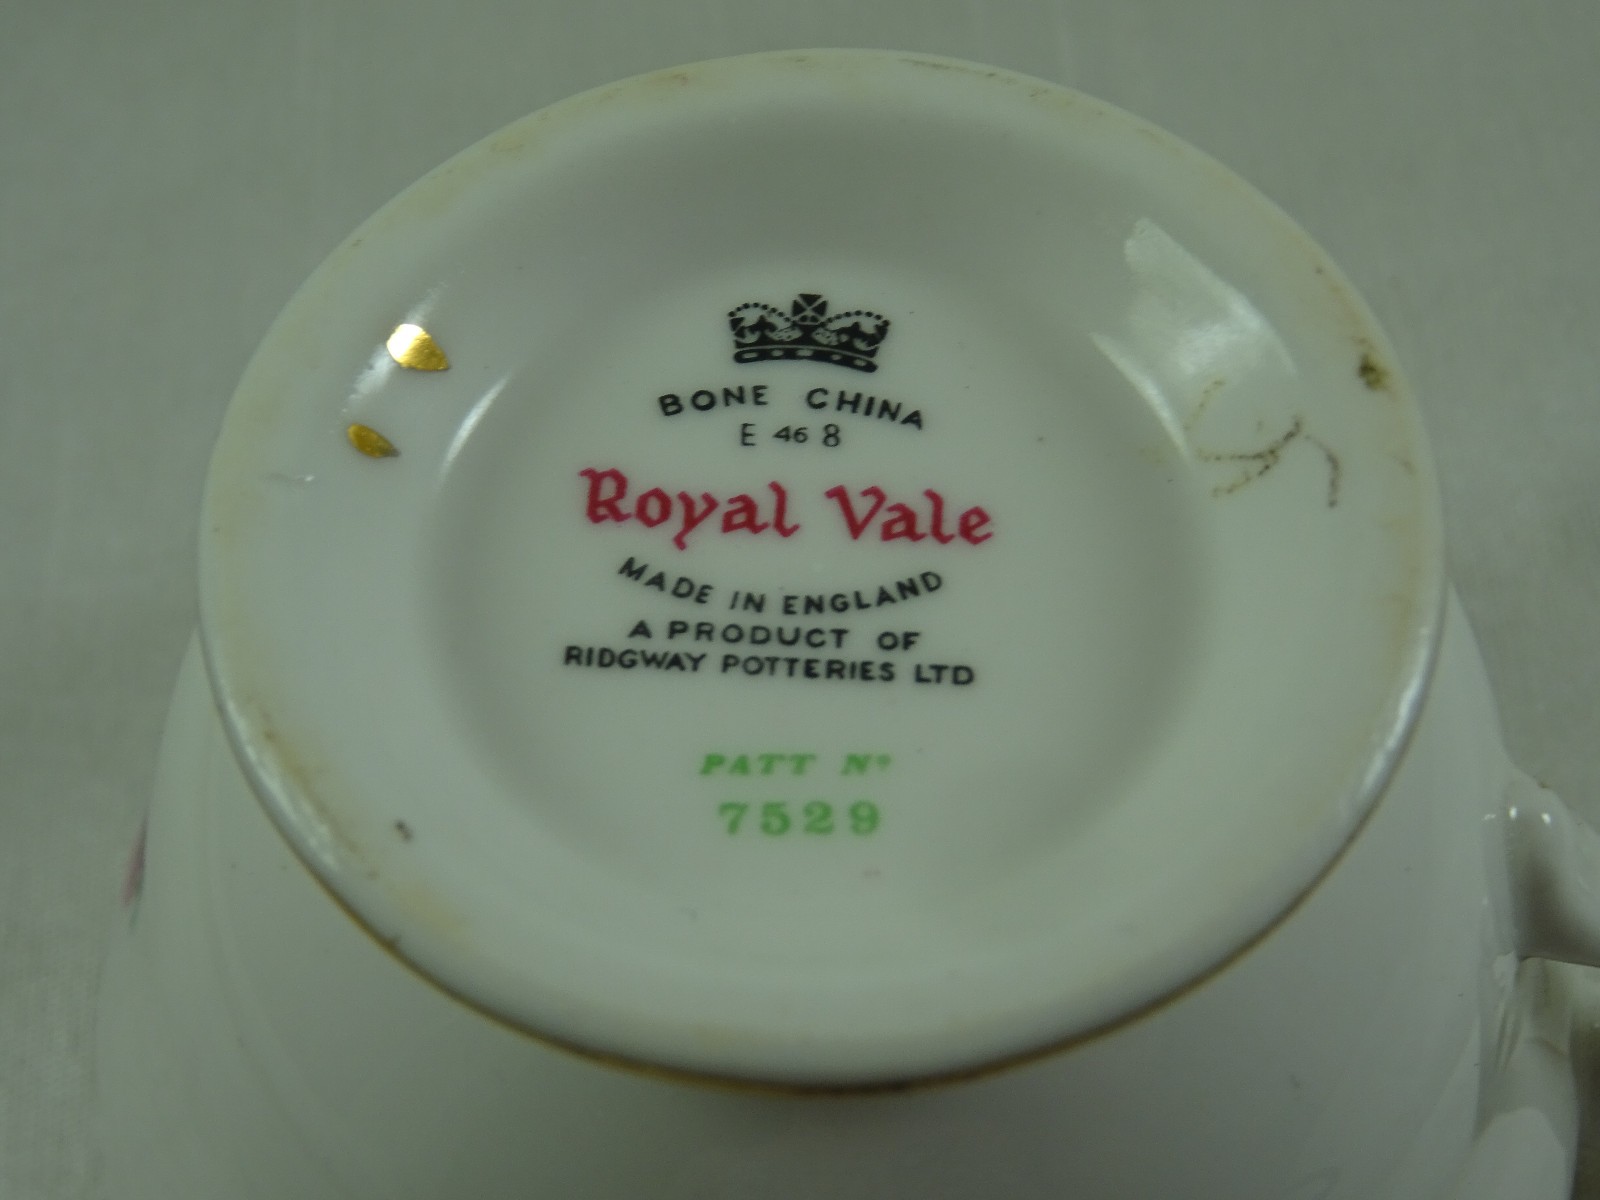 BONE CHINA
E 46 8
Royal Vale
MADE IN ENGLAND
A PRODUCT OF
RIDGWAY POTTERIES LTD
PATT Nº
7529